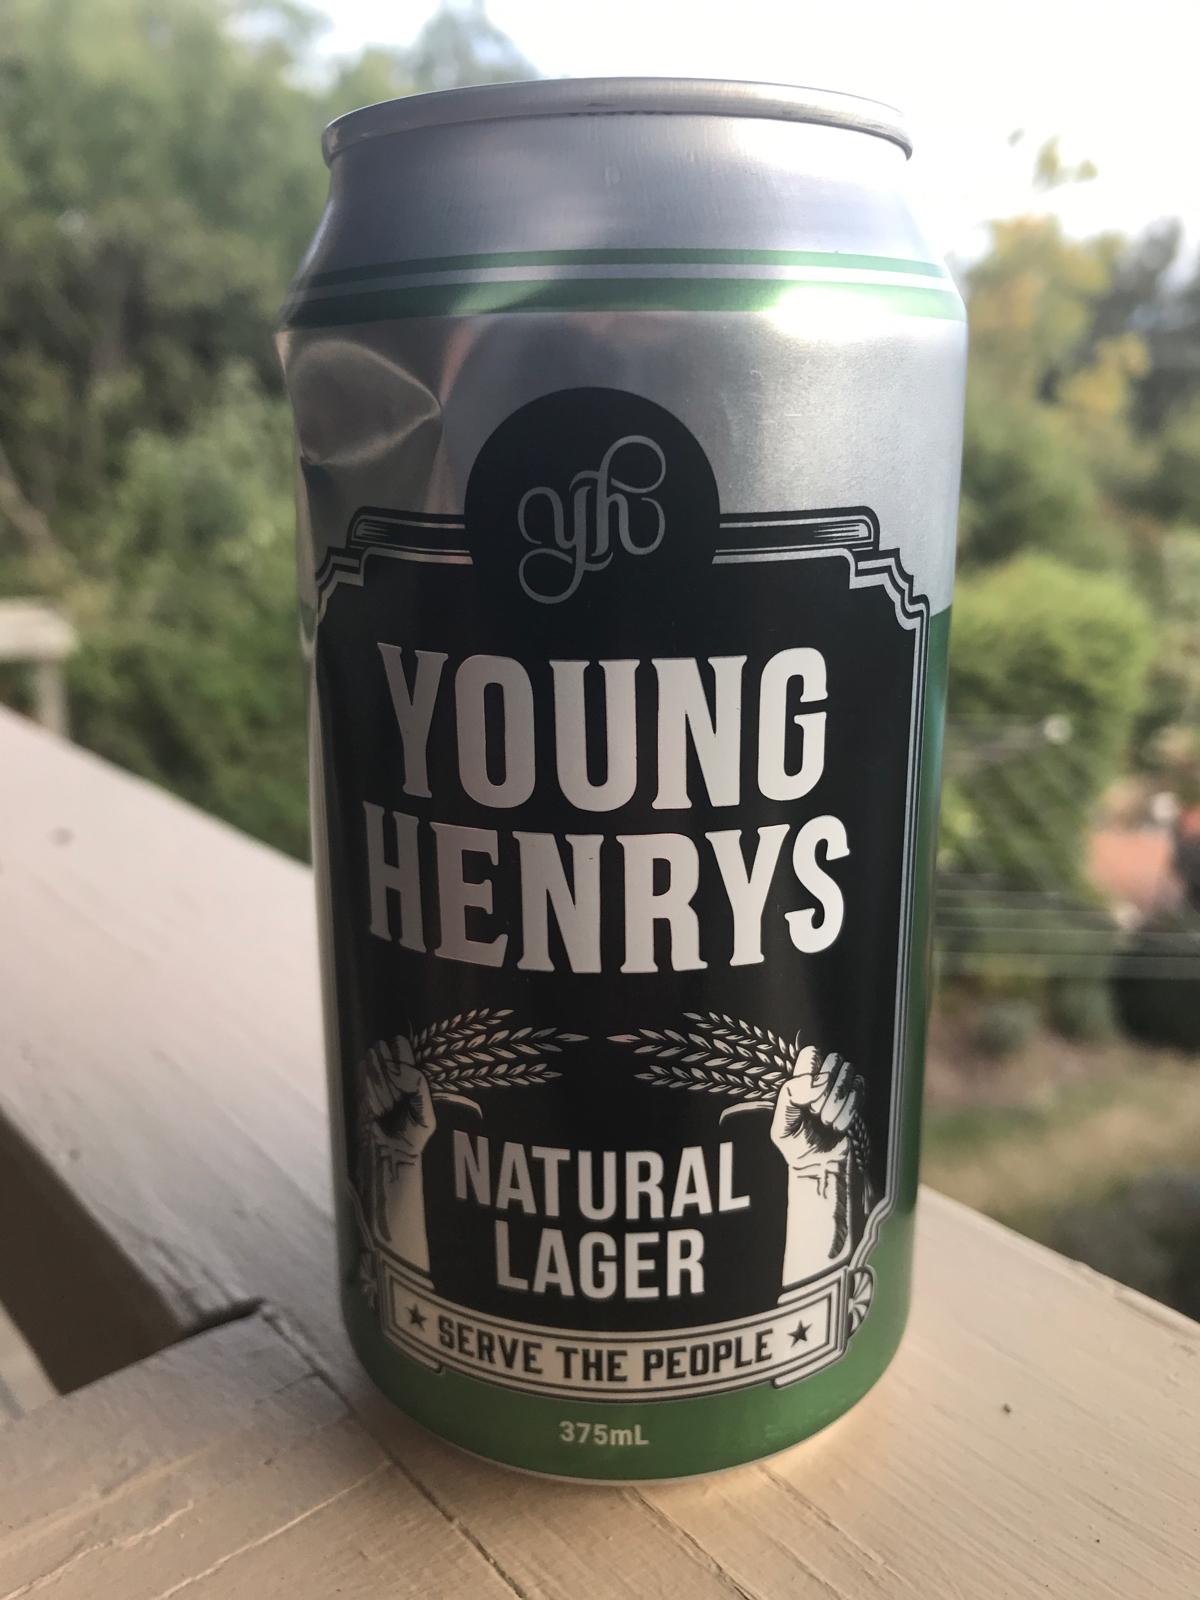 yh
YOUNG
HENRYS
NATURAL
LAGER
★ SERVE THE PEOPLE ★
375mL